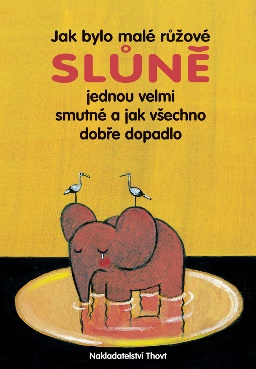 Jak bylo malé růžové
SLŮNĚ
jednou velmi
smutné a jak všechno
dobře dopadlo
Nakladatelství Thovt